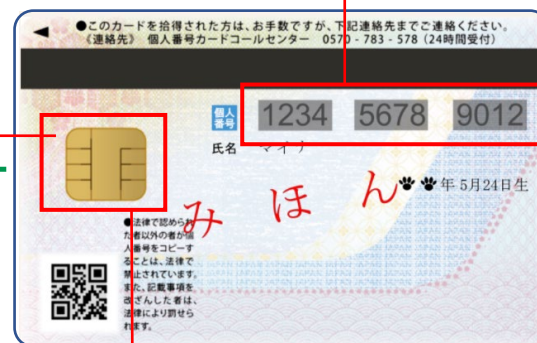 ●このカードを拾得された方は、お手数ですが、下記連絡先までご連絡ください。
《連絡先》 個人番号カードコールセンター 0570-783-578(24時間受付)
個人番号 1234 5678 9012
氏名 マイナ
年 5月24日生
みほん
●法律で認められ
た者以外の者が個
人番号をコピーす
ることは、法律で
禁止されています。
また、記載事項を
改ざんした者は、
法律により罰せら
れます。